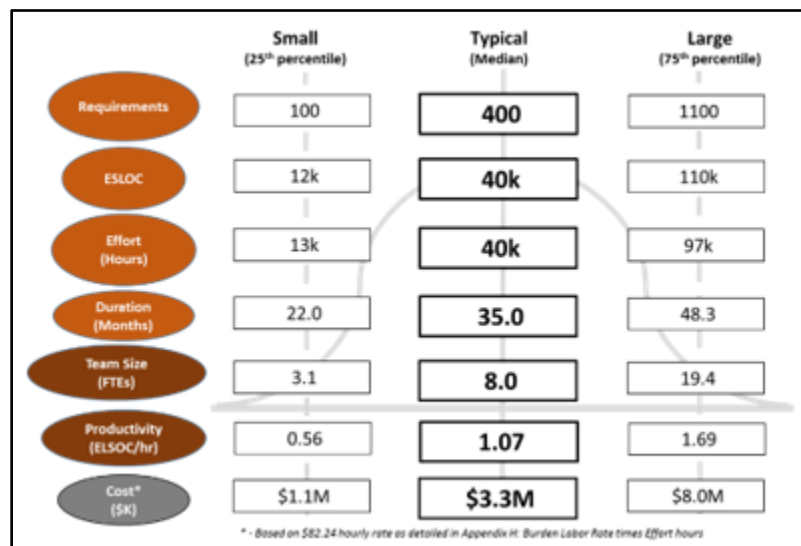 Small Typical Large
(25th percentile) (Median) (75th percentile)
Requirements 100 400 1100
ESLOC 12k 40k 110k
Effort
(Hours) 13k 40k 97k
Duration
(Months) 22.0 35.0 48.3
Team Size
(FTEs) 3.1 8.0 19.4
Productivity
(ELSOC/hr) 0.56 1.07 1.69
Cost*
($K) $1.1M $3.3M $8.0M
* - Based on $82.24 hourly rate as detailed in Appendix H: Burden Labor Rate times Effort hours